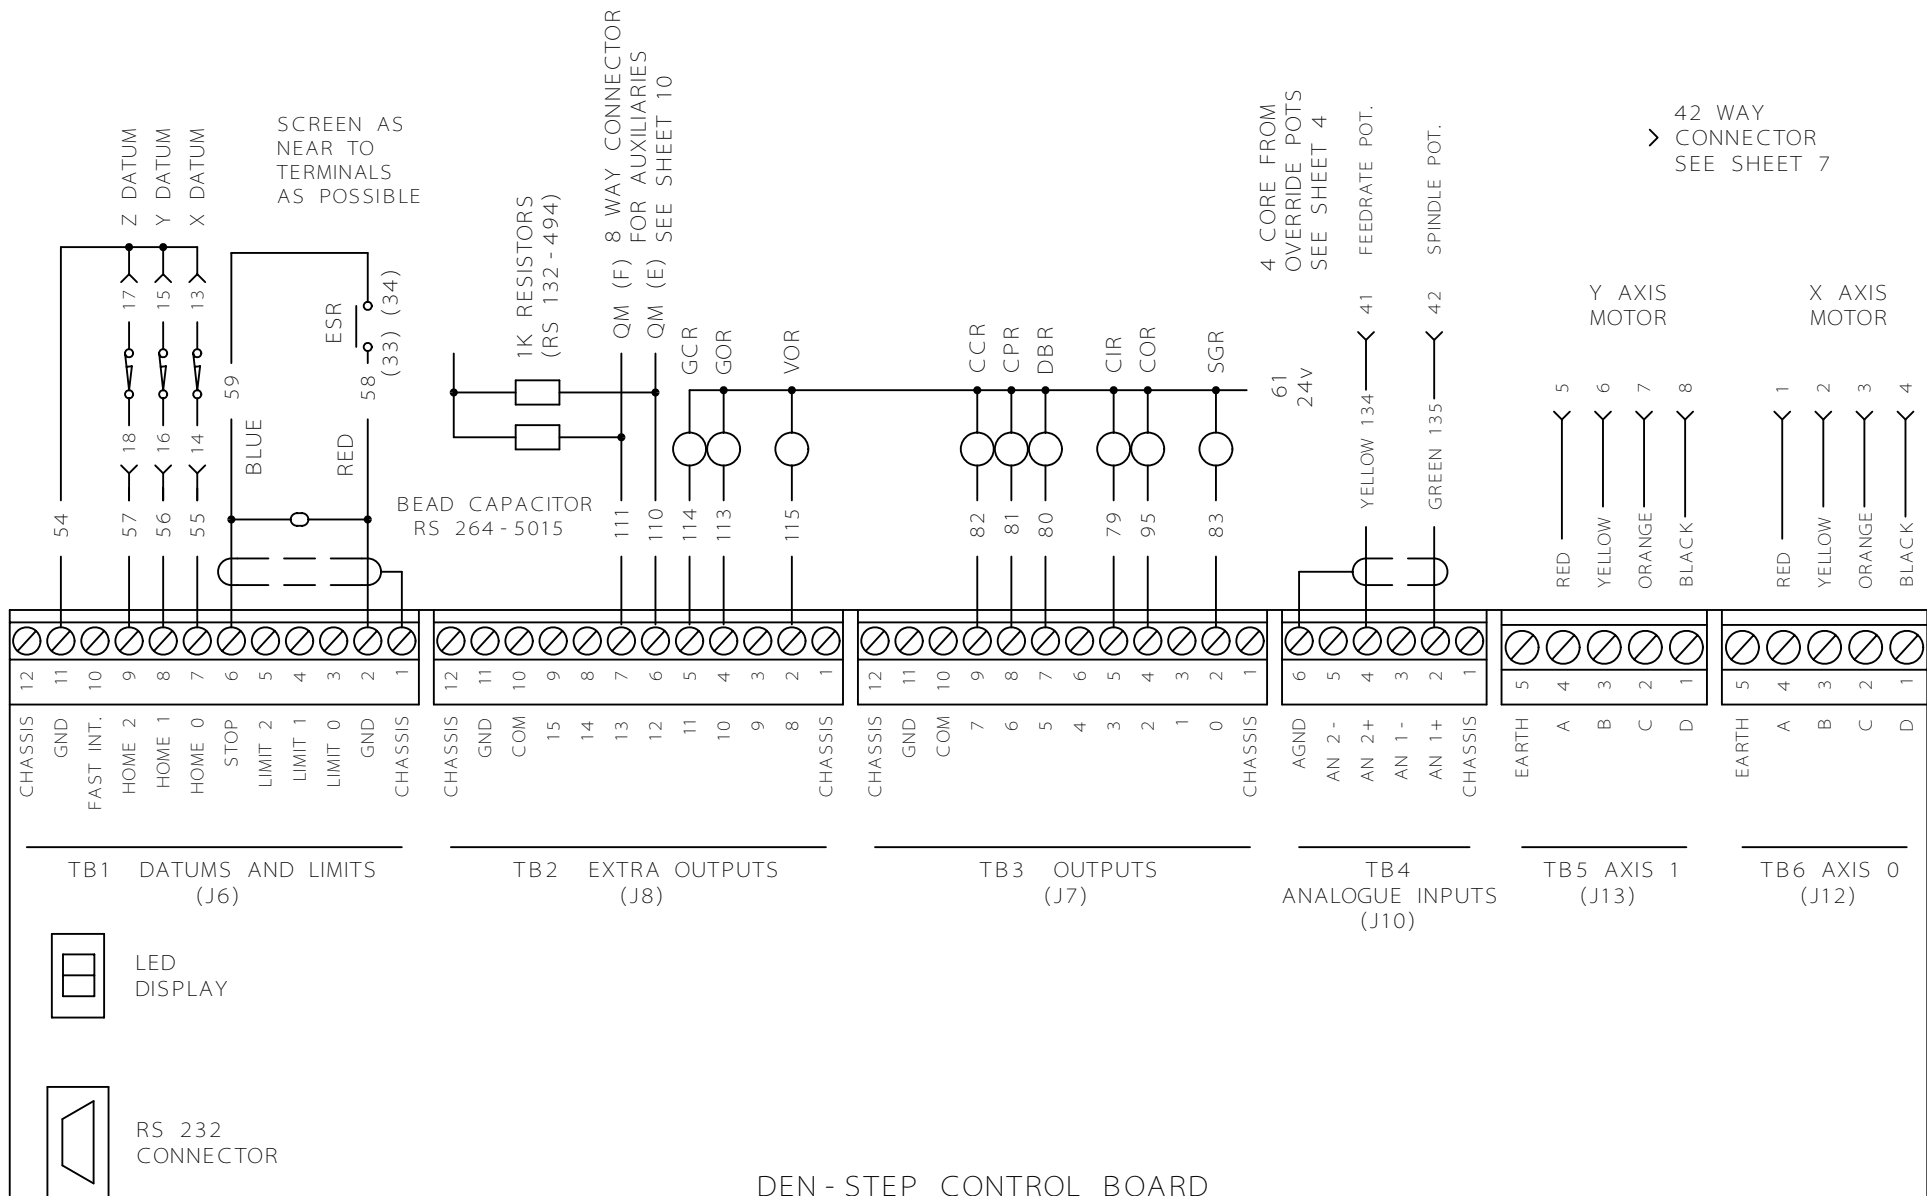 Z DATUM
Y DATUM
X DATUM
SCREEN AS
NEAR TO
TERMINALS
AS POSSIBLE
17
15
13
18
16
14
54
57
56
55
59
BLUE
ESR
(33) (34)
58
RED
BEAD CAPACITOR
RS 264-5015
1K RESISTORS
(RS 132-494)
QM (F) 8 WAY CONNECTOR
FOR AUXILIARIES
QM (E) SEE SHEET 10
GCR
GOR
VOR
CCR
CPR
DBR
CIR
COR
SGR
111
110
114
113
115
82
81
80
79
95
83
61
24v
4 CORE FROM
OVERRIDE POTS
SEE SHEET 4
41 FEEDRATE POT.
42 SPINDLE POT.
YELLOW 134
GREEN 135
> 42 WAY
CONNECTOR
SEE SHEET 7
Y AXIS
MOTOR
5
6
7
8
RED
YELLOW
ORANGE
BLACK
X AXIS
MOTOR
1
2
3
4
RED
YELLOW
ORANGE
BLACK
12 11 10 9 8 7 6 5 4 3 2 1
CHASSIS
GND
FAST INT.
HOME 2
HOME 1
HOME 0
STOP
LIMIT 2
LIMIT 1
LIMIT 0
GND
CHASSIS
TB1 DATUMS AND LIMITS
(J6)
12 11 10 9 8 7 6 5 4 3 2 1
CHASSIS
GND
COM
15
14
13
12
11
10
9
8
CHASSIS
TB2 EXTRA OUTPUTS
(J8)
12 11 10 9 8 7 6 5 4 3 2 1
CHASSIS
GND
COM
7
6
5
4
3
2
1
0
CHASSIS
TB3 OUTPUTS
(J7)
6 5 4 3 2 1
AGND
AN 2-
AN 2+
AN 1-
AN 1+
CHASSIS
TB4
ANALOGUE INPUTS
(J10)
5 4 3 2 1
EARTH
A
B
C
D
TB5 AXIS 1
(J13)
5 4 3 2 1
EARTH
A
B
C
D
TB6 AXIS 0
(J12)
LED
DISPLAY
RS 232
CONNECTOR
DEN-STEP CONTROL BOARD